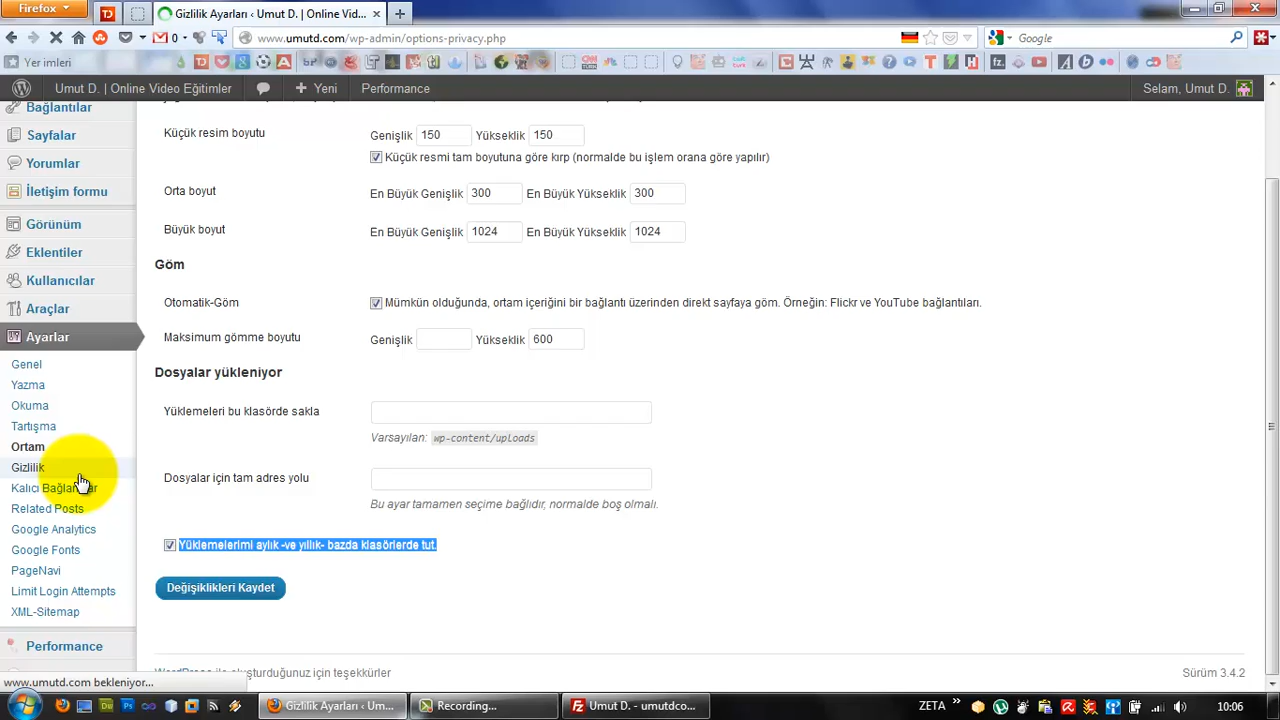 Firefox
Gizlilik Ayarları ‹ Umut D. | Online Vid...
www.umutd.com/wp-admin/options-privacy.php
0
Google
Yer imleri
Umut D. | Online Video Eğitimler
Yeni
Performance
Selam, Umut D.
Bağlantılar
Sayfalar
Yorumlar
İletişim formu
Görünüm
Eklentiler
Kullanıcılar
Araçlar
Ayarlar
Genel
Yazma
Okuma
Tartışma
Ortam
Gizlilik
Kalıcı Bağlantılar
Related Posts
Google Analytics
Google Fonts
PageNavi
Limit Login Attempts
XML-Sitemap
Performance
Küçük resim boyutu
Genişlik 150 Yükseklik 150
Küçük resmi tam boyutuna göre kırp (normalde bu işlem orana göre yapılır)
Orta boyut
En Büyük Genişlik 300 En Büyük Yükseklik 300
Büyük boyut
En Büyük Genişlik 1024 En Büyük Yükseklik 1024
Göm
Otomatik-Göm
Mümkün olduğunda, ortam içeriğini bir bağlantı üzerinden direkt sayfaya göm. Örneğin: Flickr ve YouTube bağlantıları.
Maksimum gömme boyutu
Genişlik Yükseklik 600
Dosyalar yükleniyor
Yüklemeleri bu klasörde sakla
Varsayılan: wp-content/uploads
Dosyalar için tam adres yolu
Bu ayar tamamen seçime bağlıdır, normalde boş olmalı.
Yüklemelerimi aylık -ve yıllık- bazda klasörlerde tut.
Değişiklikleri Kaydet
WordPress ile oluşturduğunuz için teşekkürler
Sürüm 3.4.2
www.umutd.com bekleniyor...
Gizlilik Ayarları ‹ Um...
Recording...
Umut D. - umutdco...
ZETA
10:06